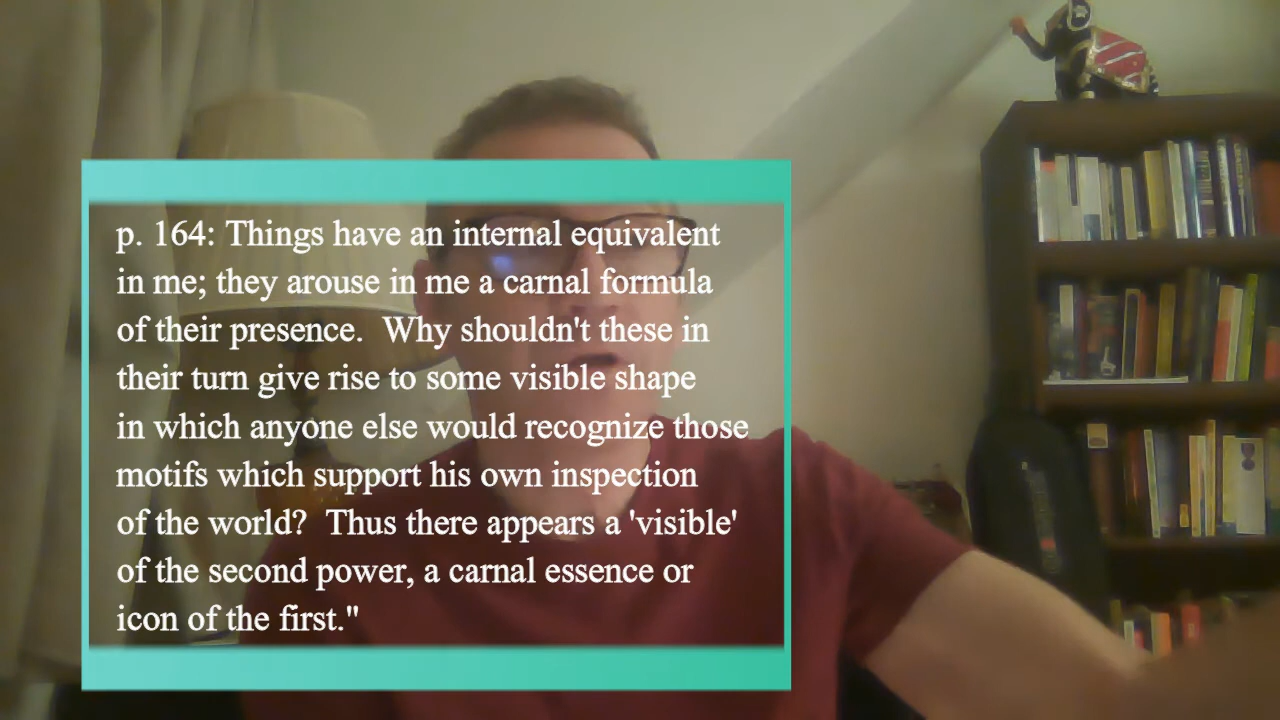 p. 164: Things have an internal equivalent
in me; they arouse in me a carnal formula
of their presence.  Why shouldn't these in
their turn give rise to some visible shape
in which anyone else would recognize those
motifs which support his own inspection
of the world?  Thus there appears a 'visible'
of the second power, a carnal essence or
icon of the first."